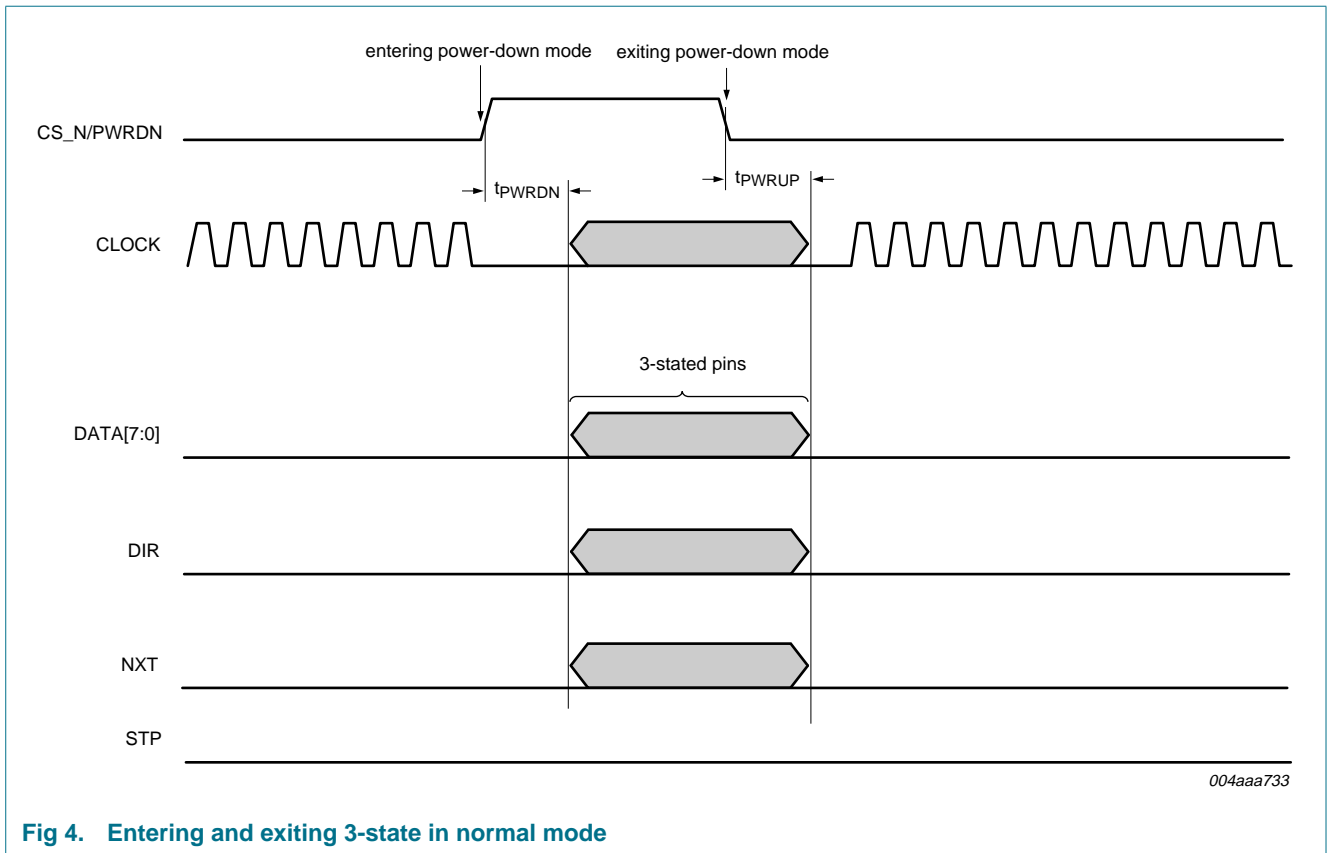 entering power-down mode exiting power-down mode
CS_N/PWRDN
tPWRDN tPWRUP
CLOCK
3-stated pins
DATA[7:0]
DIR
NXT
STP
004aaa733
Fig 4. Entering and exiting 3-state in normal mode